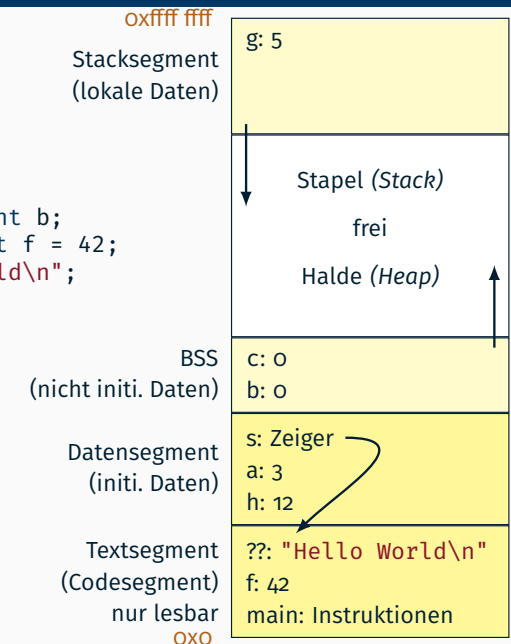 0xffff ffff
Stacksegment
(lokale Daten)
g: 5
Stapel (Stack)
frei
Halde (Heap)
nt b;
t f = 42;
ld\n";
BSS
(nicht initi. Daten)
c: 0
b: 0
Datensegment
(initi. Daten)
s: Zeiger
a: 3
h: 12
Textsegment
(Codesegment)
nur lesbar
0x0
??: "Hello World\n"
f: 42
main: Instruktionen